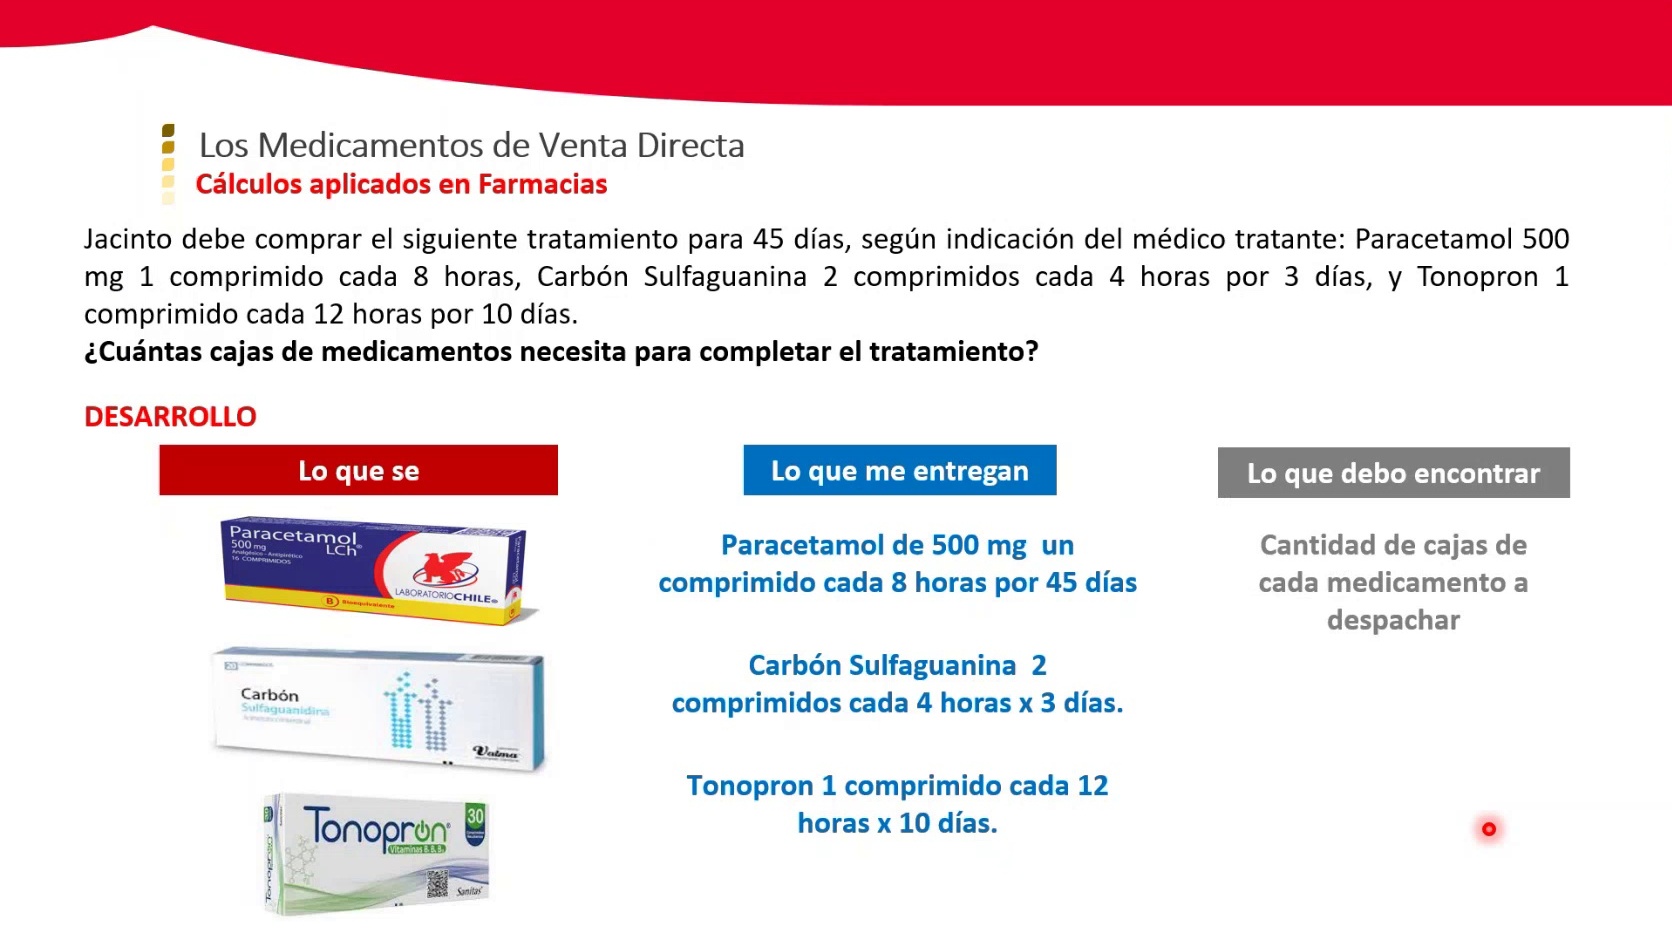 Los Medicamentos de Venta Directa
Cálculos aplicados en Farmacias
Jacinto debe comprar el siguiente tratamiento para 45 días, según indicación del médico tratante: Paracetamol 500
mg 1 comprimido cada 8 horas, Carbón Sulfaguanina 2 comprimidos cada 4 horas por 3 días, y Tonopron 1
comprimido cada 12 horas por 10 días.
¿Cuántas cajas de medicamentos necesita para completar el tratamiento?
DESARROLLO
Lo que se
Lo que me entregan
Lo que debo encontrar
Paracetamol
500 mg LCh
Analgésico - Antipirético
16 COMPRIMIDOS
LABORATORIOCHILE
B Bioequivalente
Paracetamol de 500 mg un
comprimido cada 8 horas por 45 días
Cantidad de cajas de
cada medicamento a
despachar
20
Carbón
Sulfaguanidina
Valma
Carbón Sulfaguanina 2
comprimidos cada 4 horas x 3 días.
Tonopron
30
Vitaminas B₁ B₆ B₁₂
Sanitas
Tonopron
Tonopron 1 comprimido cada 12
horas x 10 días.